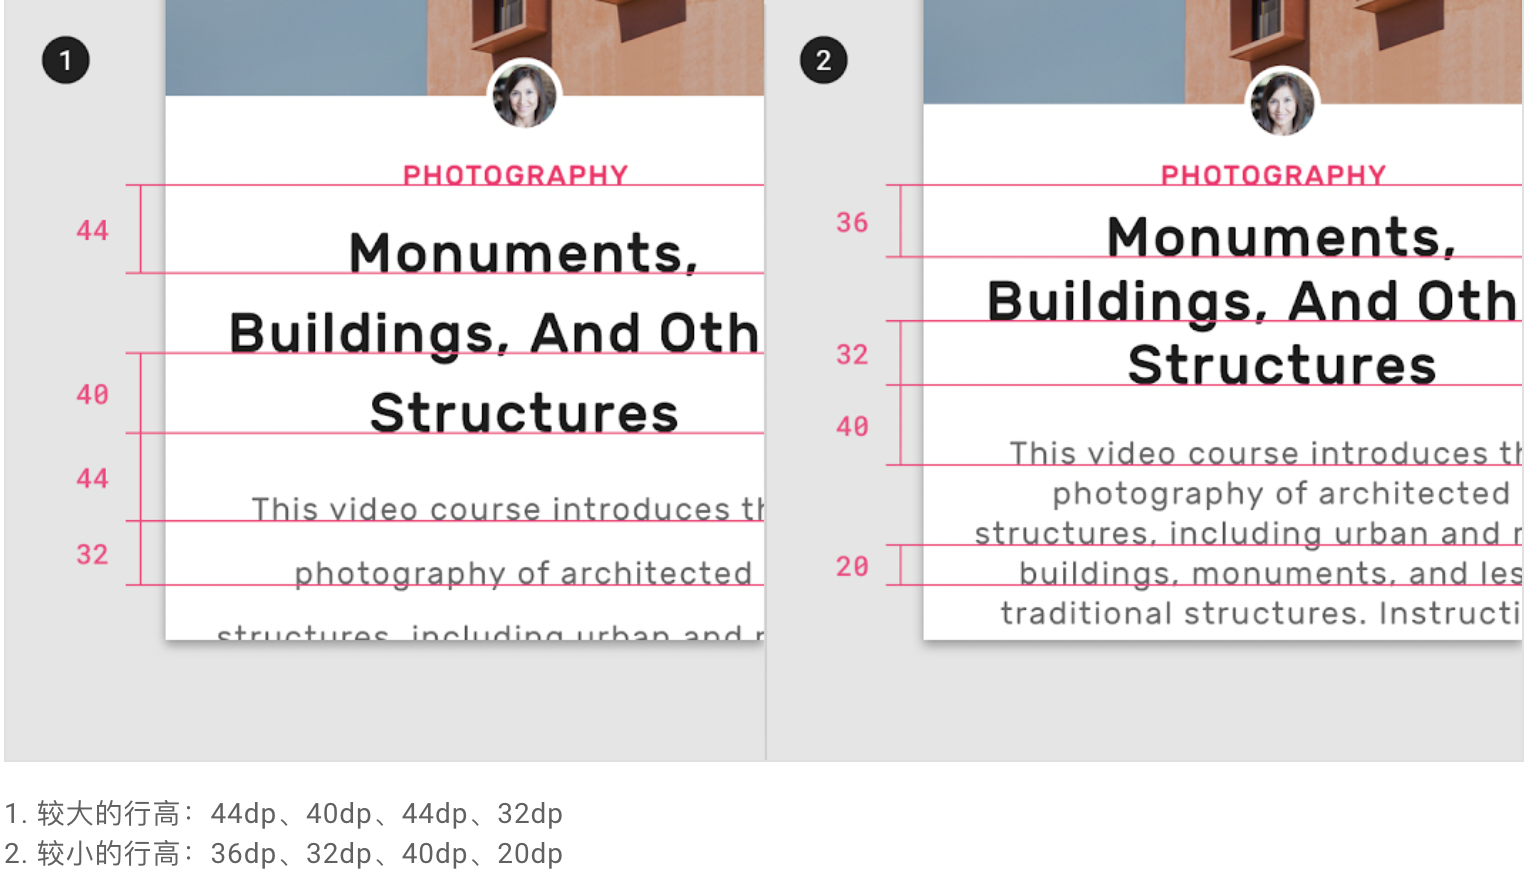 1
PHOTOGRAPHY
44
Monuments,
Buildings, And Oth
40
Structures
44
This video course introduces th
32
photography of architected
structures, including urban and r
2
PHOTOGRAPHY
36
Monuments,
Buildings, And Oth
32
Structures
40
This video course introduces th
photography of architected
structures, including urban and r
20
buildings, monuments, and les
traditional structures. Instructi
1. 较大的行高：44dp、40dp、44dp、32dp
2. 较小的行高：36dp、32dp、40dp、20dp